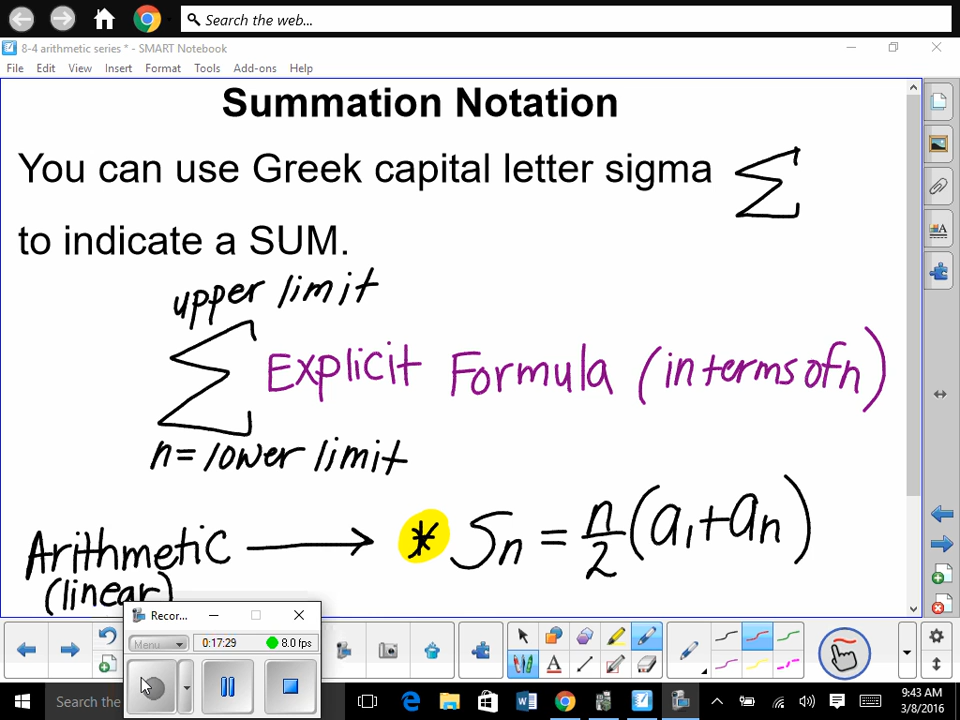 Search the web...
8-4 arithmetic series * - SMART Notebook
File Edit View Insert Format Tools Add-ons Help
Summation Notation
You can use Greek capital letter sigma Σ
to indicate a SUM.
upper limit
Σ Explicit Formula (in terms of n)
n = lower limit
Arithmetic → * Sn = n/2 (a1 + an)
(linear)
Recor...
Menu 0:17:29 8.0 fps
A
Search the
9:43 AM
3/8/2016